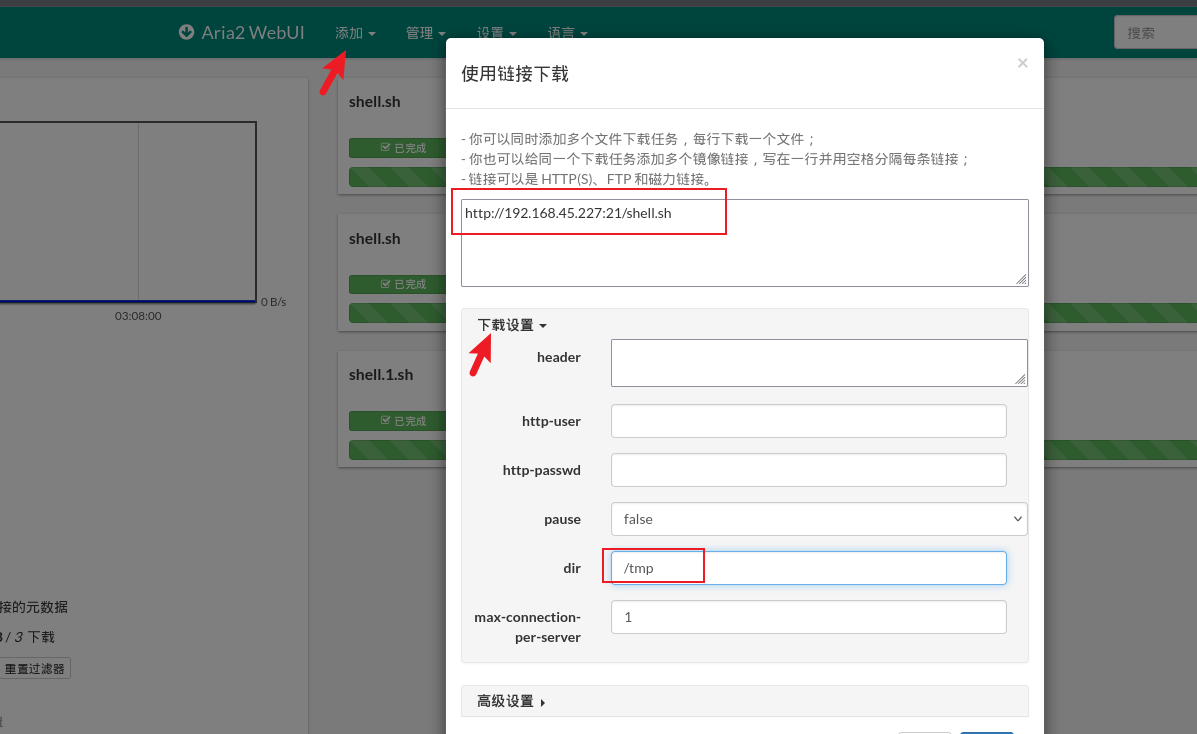 Aria2 WebUI
添加
管理
设置
语言
搜索
shell.sh
已完成
shell.sh
已完成
shell.1.sh
已完成
0 B/s
03:08:00
接的元数据
/ 3 下载
重置过滤器
使用链接下载
×
- 你可以同时添加多个文件下载任务，每行下载一个文件；
- 你也可以给同一个下载任务添加多个镜像链接，写在一行并用空格分隔每条链接；
- 链接可以是 HTTP(S)、FTP 和磁力链接。
http://192.168.45.227:21/shell.sh
下载设置
header
http-user
http-passwd
pause
false
dir
/tmp
max-connection-
per-server
1
高级设置